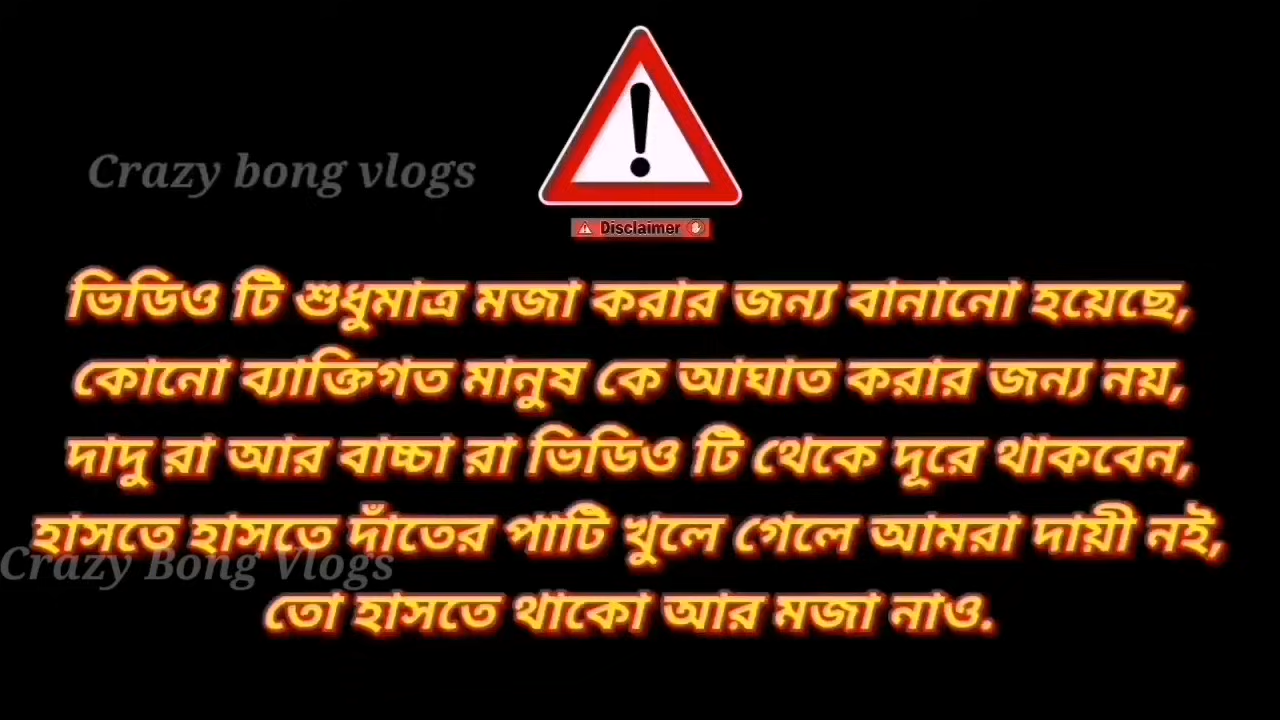 Crazy bong vlogs
Disclaimer
ভিডিও টি শুধুমাত্র মজা করার জন্য বানানো হয়েছে,
কোনো ব্যাক্তিগত মানুষ কে আঘাত করার জন্য নয়,
দাদু রা আর বাচ্চা রা ভিডিও টি থেকে দূরে থাকবেন,
হাসতে হাসতে দাঁতের পাটি খুলে গেলে আমরা দায়ী নই,
Crazy Bong Vlogs
তো হাসতে থাকো আর মজা নাও.